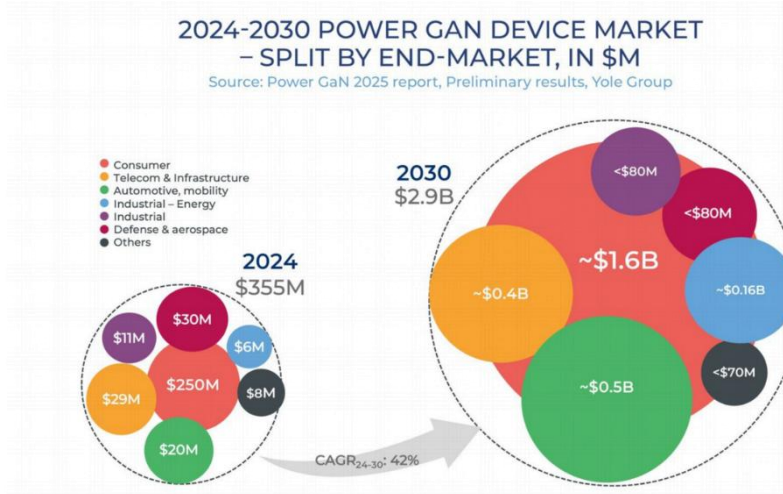 2024-2030 POWER GAN DEVICE MARKET
– SPLIT BY END-MARKET, IN $M
Source: Power GaN 2025 report, Preliminary results, Yole Group
Consumer
Telecom & Infrastructure
Automotive, mobility
Industrial – Energy
Industrial
Defense & aerospace
Others
2024
$355M
$30M
$11M
$6M
$250M
$29M
$8M
$20M
CAGR24-30: 42%
2030
$2.9B
<$80M
<$80M
~$1.6B
~$0.4B
~$0.16B
<$70M
~$0.5B